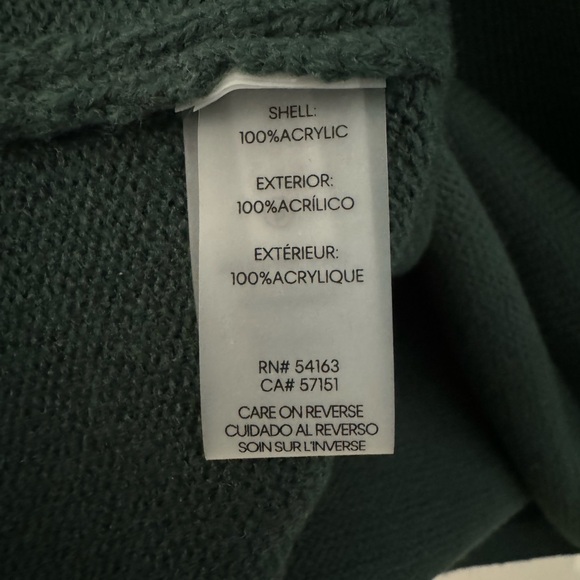 SHELL:
100%ACRYLIC
EXTERIOR:
100%ACRÍLICO
EXTÉRIEUR:
100%ACRYLIQUE
RN# 54163
CA# 57151
CARE ON REVERSE
CUIDADO AL REVERSO
SOIN SUR L'INVERSE